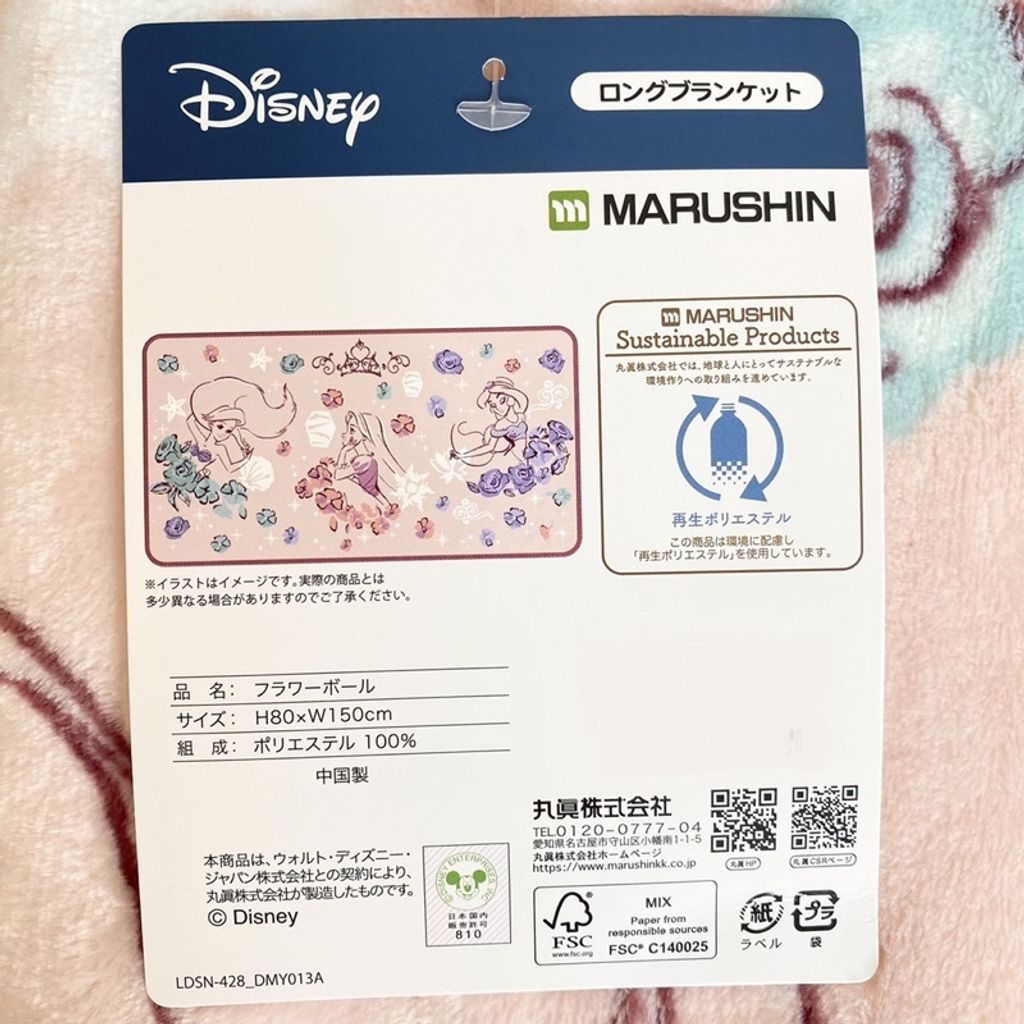 Disney
ロングブランケット
m MARUSHIN
m MARUSHIN
Sustainable Products
丸眞株式会社では、地球と人にとってサステナブルな
環境作りへの取り組みを進めています。
再生ポリエステル
この商品は環境に配慮し
「再生ポリエステル」を使用しています。
※イラストはイメージです。実際の商品とは
多少異なる場合がありますのでご了承ください。
品 名: フラワーボール
サイズ: H80×W150cm
組 成: ポリエステル 100%
中国製
丸眞株式会社
TEL0120-0777-04
愛知県名古屋市守山区小幡南1-1-5
丸眞株式会社ホームページ
https://www.marushinkk.co.jp
丸眞HP
丸眞CSRページ
本商品は、ウォルト・ディズニー・
ジャパン株式会社との契約により、
丸眞株式会社が製造したものです。
© Disney
©DISNEY ENTERPRISES, INC.
日本国内
販売許可
810
FSC®
www.fsc.org
MIX
Paper from
responsible sources
FSC® C140025
紙
ラベル
プラ
袋
LDSN-428_DMY013A